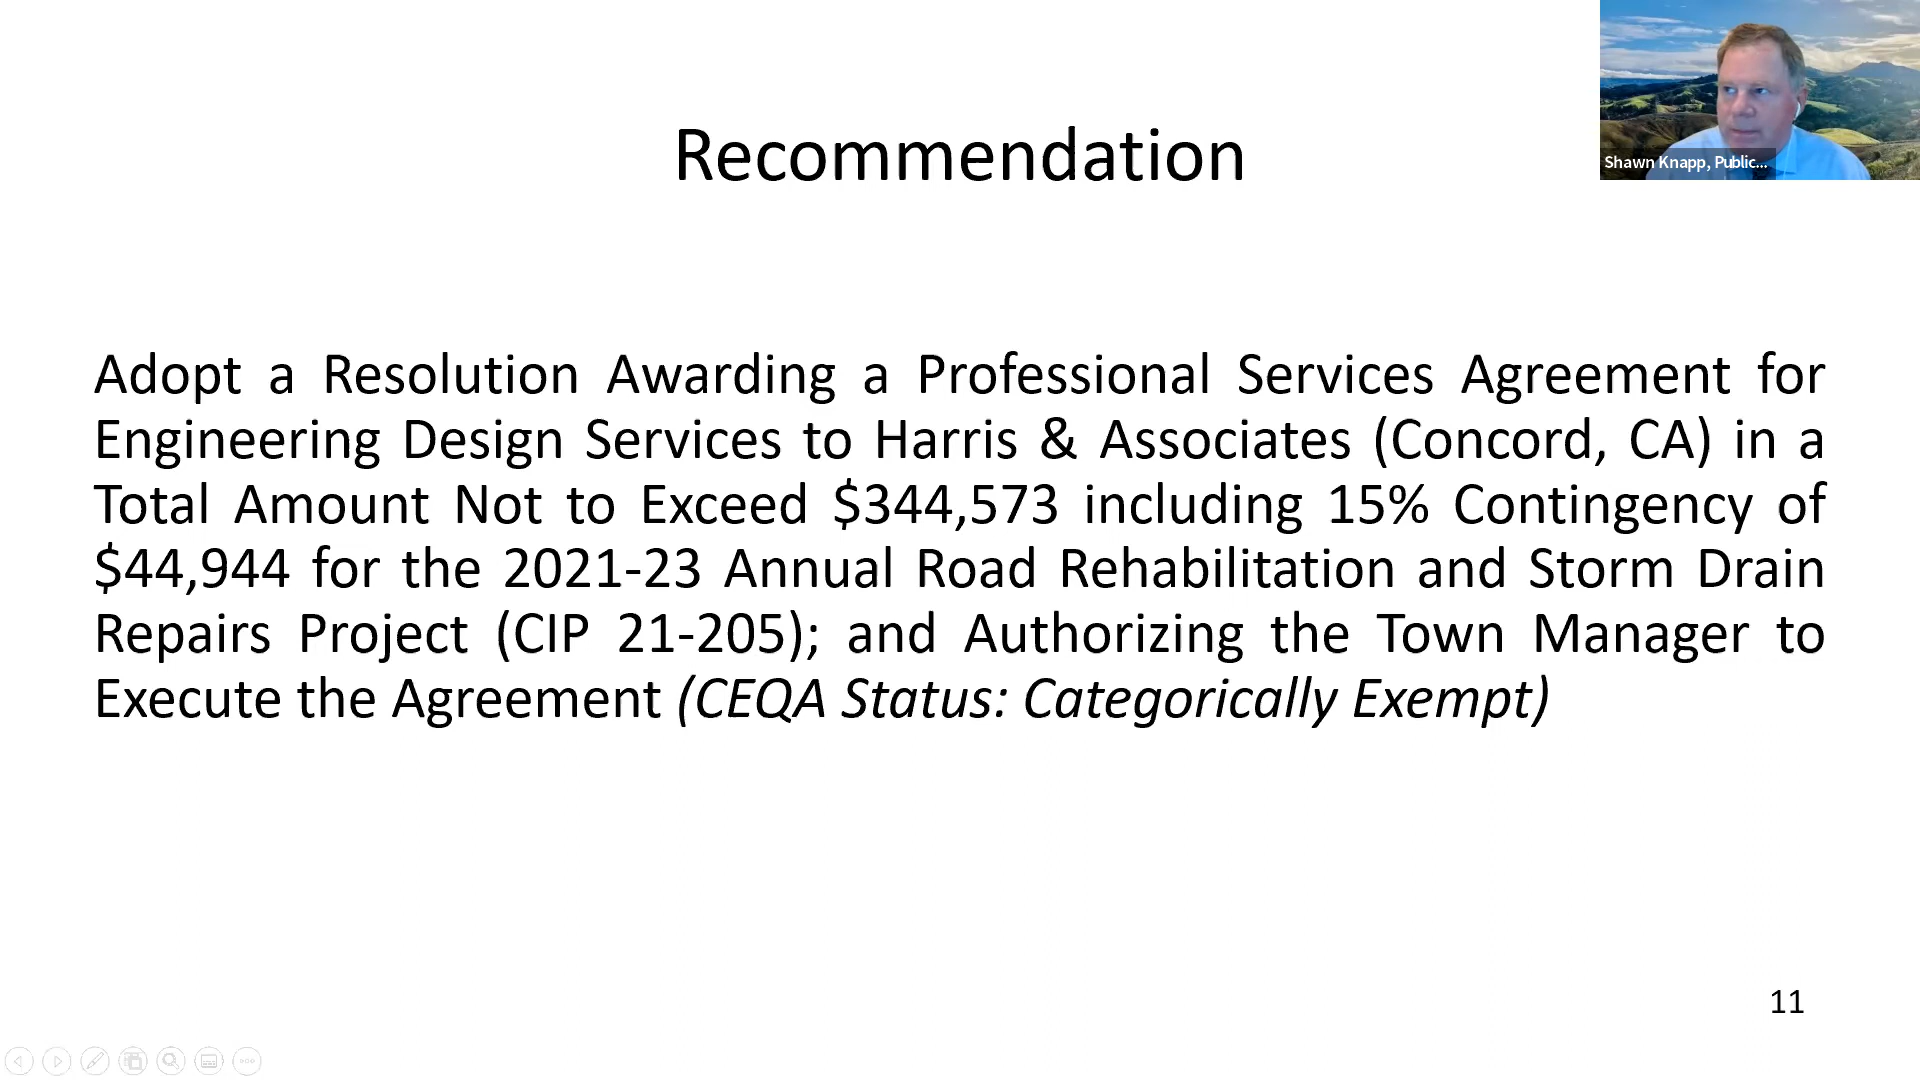 Recommendation
Shawn Knapp, Public...
Adopt a Resolution Awarding a Professional Services Agreement for
Engineering Design Services to Harris & Associates (Concord, CA) in a
Total Amount Not to Exceed $344,573 including 15% Contingency of
$44,944 for the 2021-23 Annual Road Rehabilitation and Storm Drain
Repairs Project (CIP 21-205); and Authorizing the Town Manager to
Execute the Agreement (CEQA Status: Categorically Exempt)
11